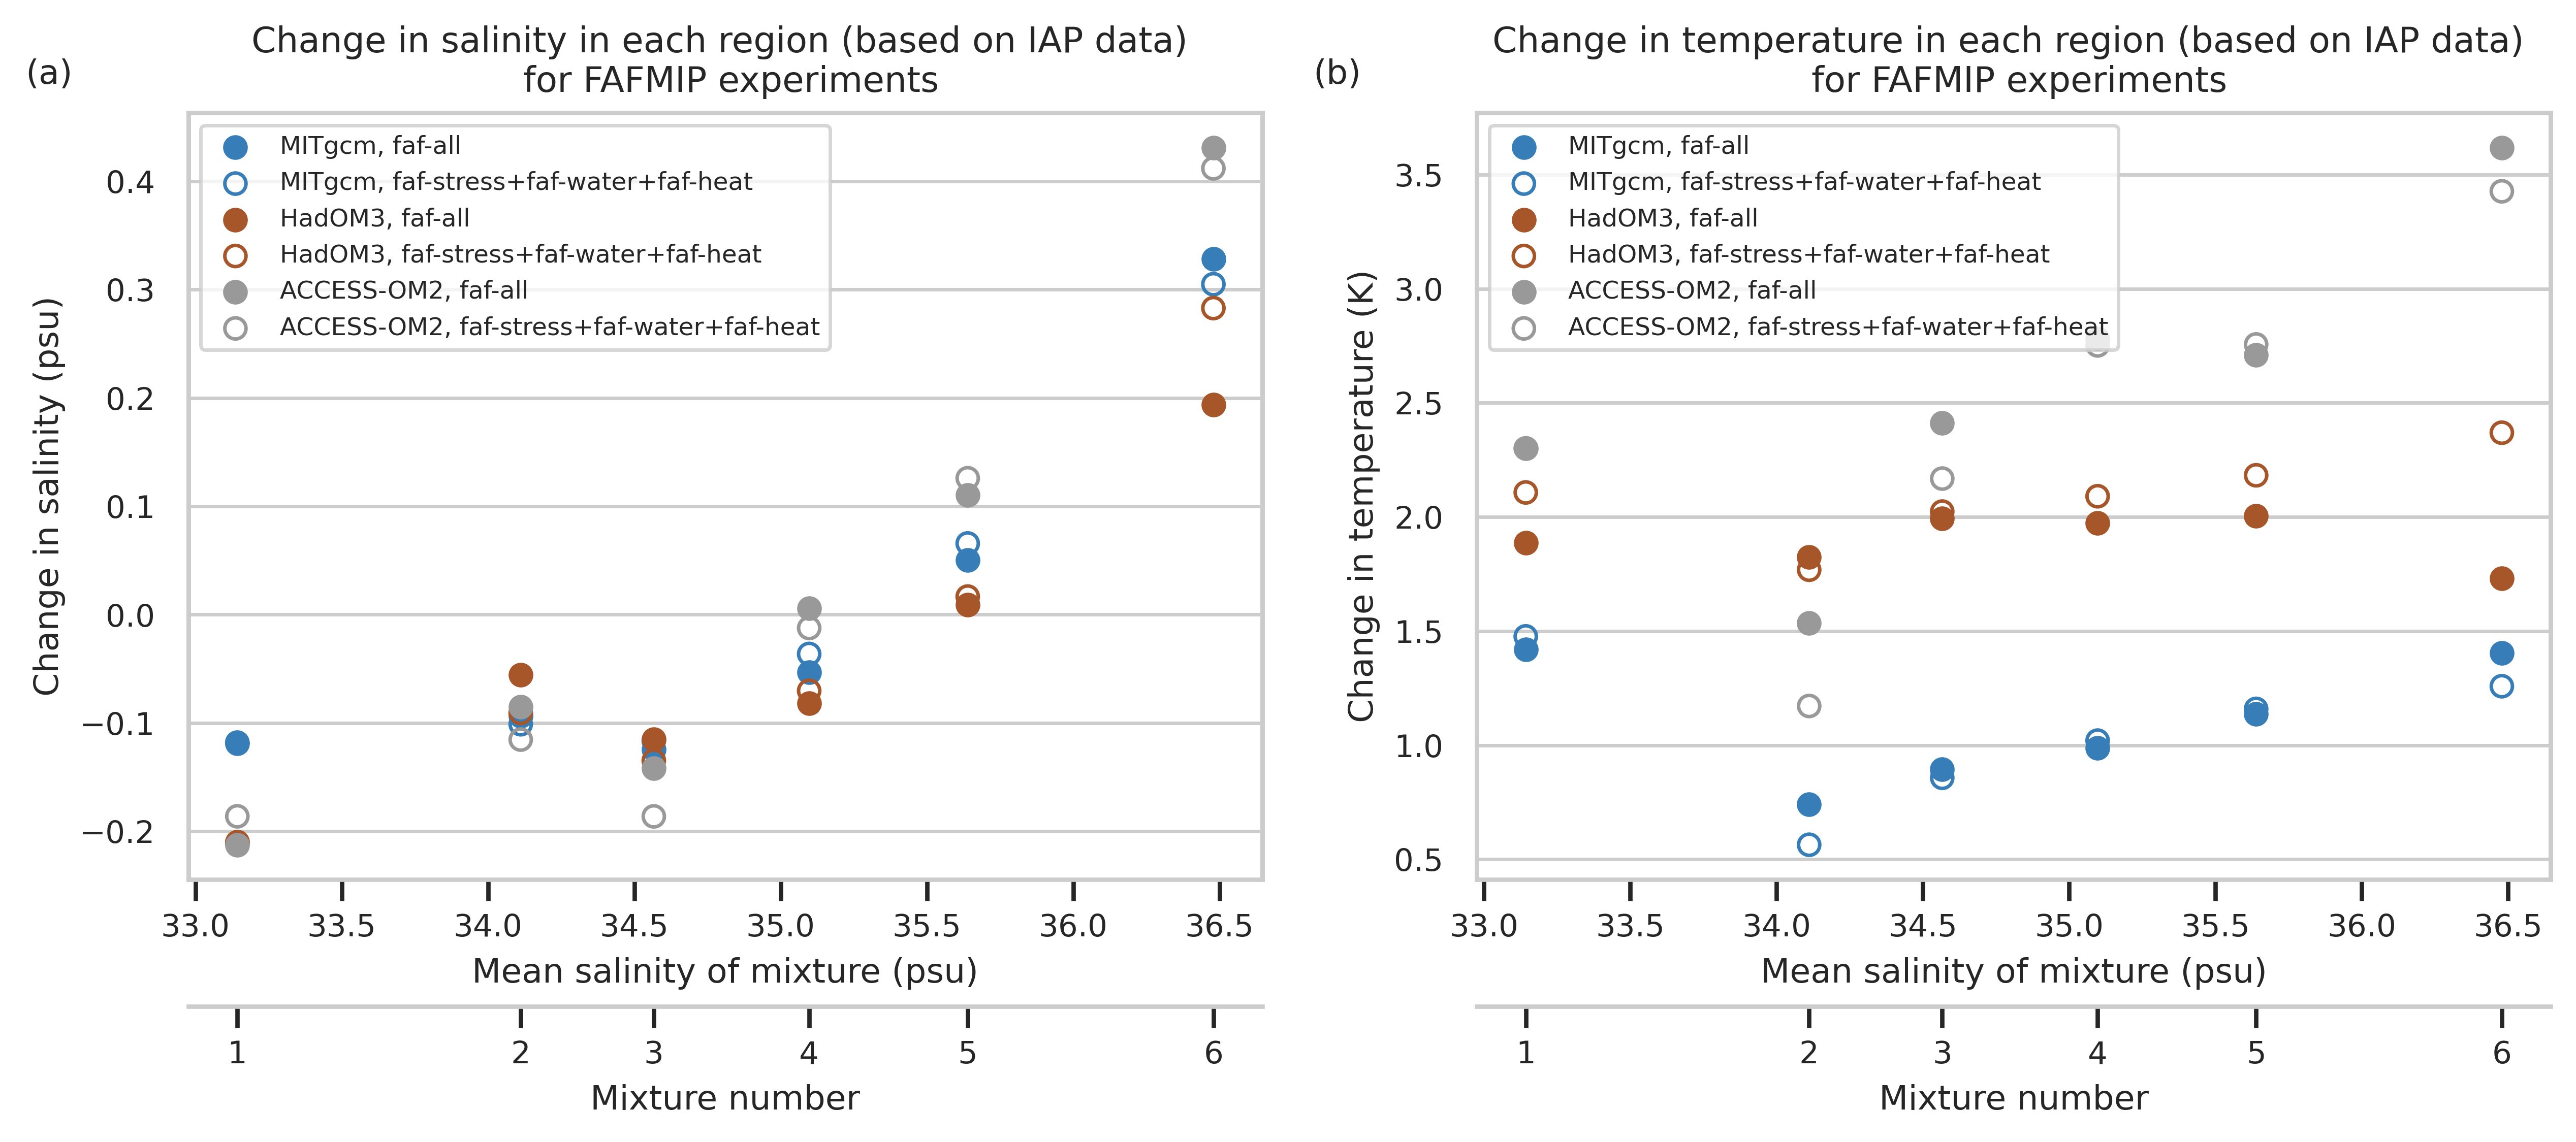 (a)
Change in salinity in each region (based on IAP data)
for FAFMIP experiments
MITgcm, faf-all
MITgcm, faf-stress+faf-water+faf-heat
HadOM3, faf-all
HadOM3, faf-stress+faf-water+faf-heat
ACCESS-OM2, faf-all
ACCESS-OM2, faf-stress+faf-water+faf-heat
Change in salinity (psu)
0.4
0.3
0.2
0.1
0.0
−0.1
−0.2
33.0 33.5 34.0 34.5 35.0 35.5 36.0 36.5
Mean salinity of mixture (psu)
1 2 3 4 5 6
Mixture number
(b)
Change in temperature in each region (based on IAP data)
for FAFMIP experiments
MITgcm, faf-all
MITgcm, faf-stress+faf-water+faf-heat
HadOM3, faf-all
HadOM3, faf-stress+faf-water+faf-heat
ACCESS-OM2, faf-all
ACCESS-OM2, faf-stress+faf-water+faf-heat
Change in temperature (K)
3.5
3.0
2.5
2.0
1.5
1.0
0.5
33.0 33.5 34.0 34.5 35.0 35.5 36.0 36.5
Mean salinity of mixture (psu)
1 2 3 4 5 6
Mixture number